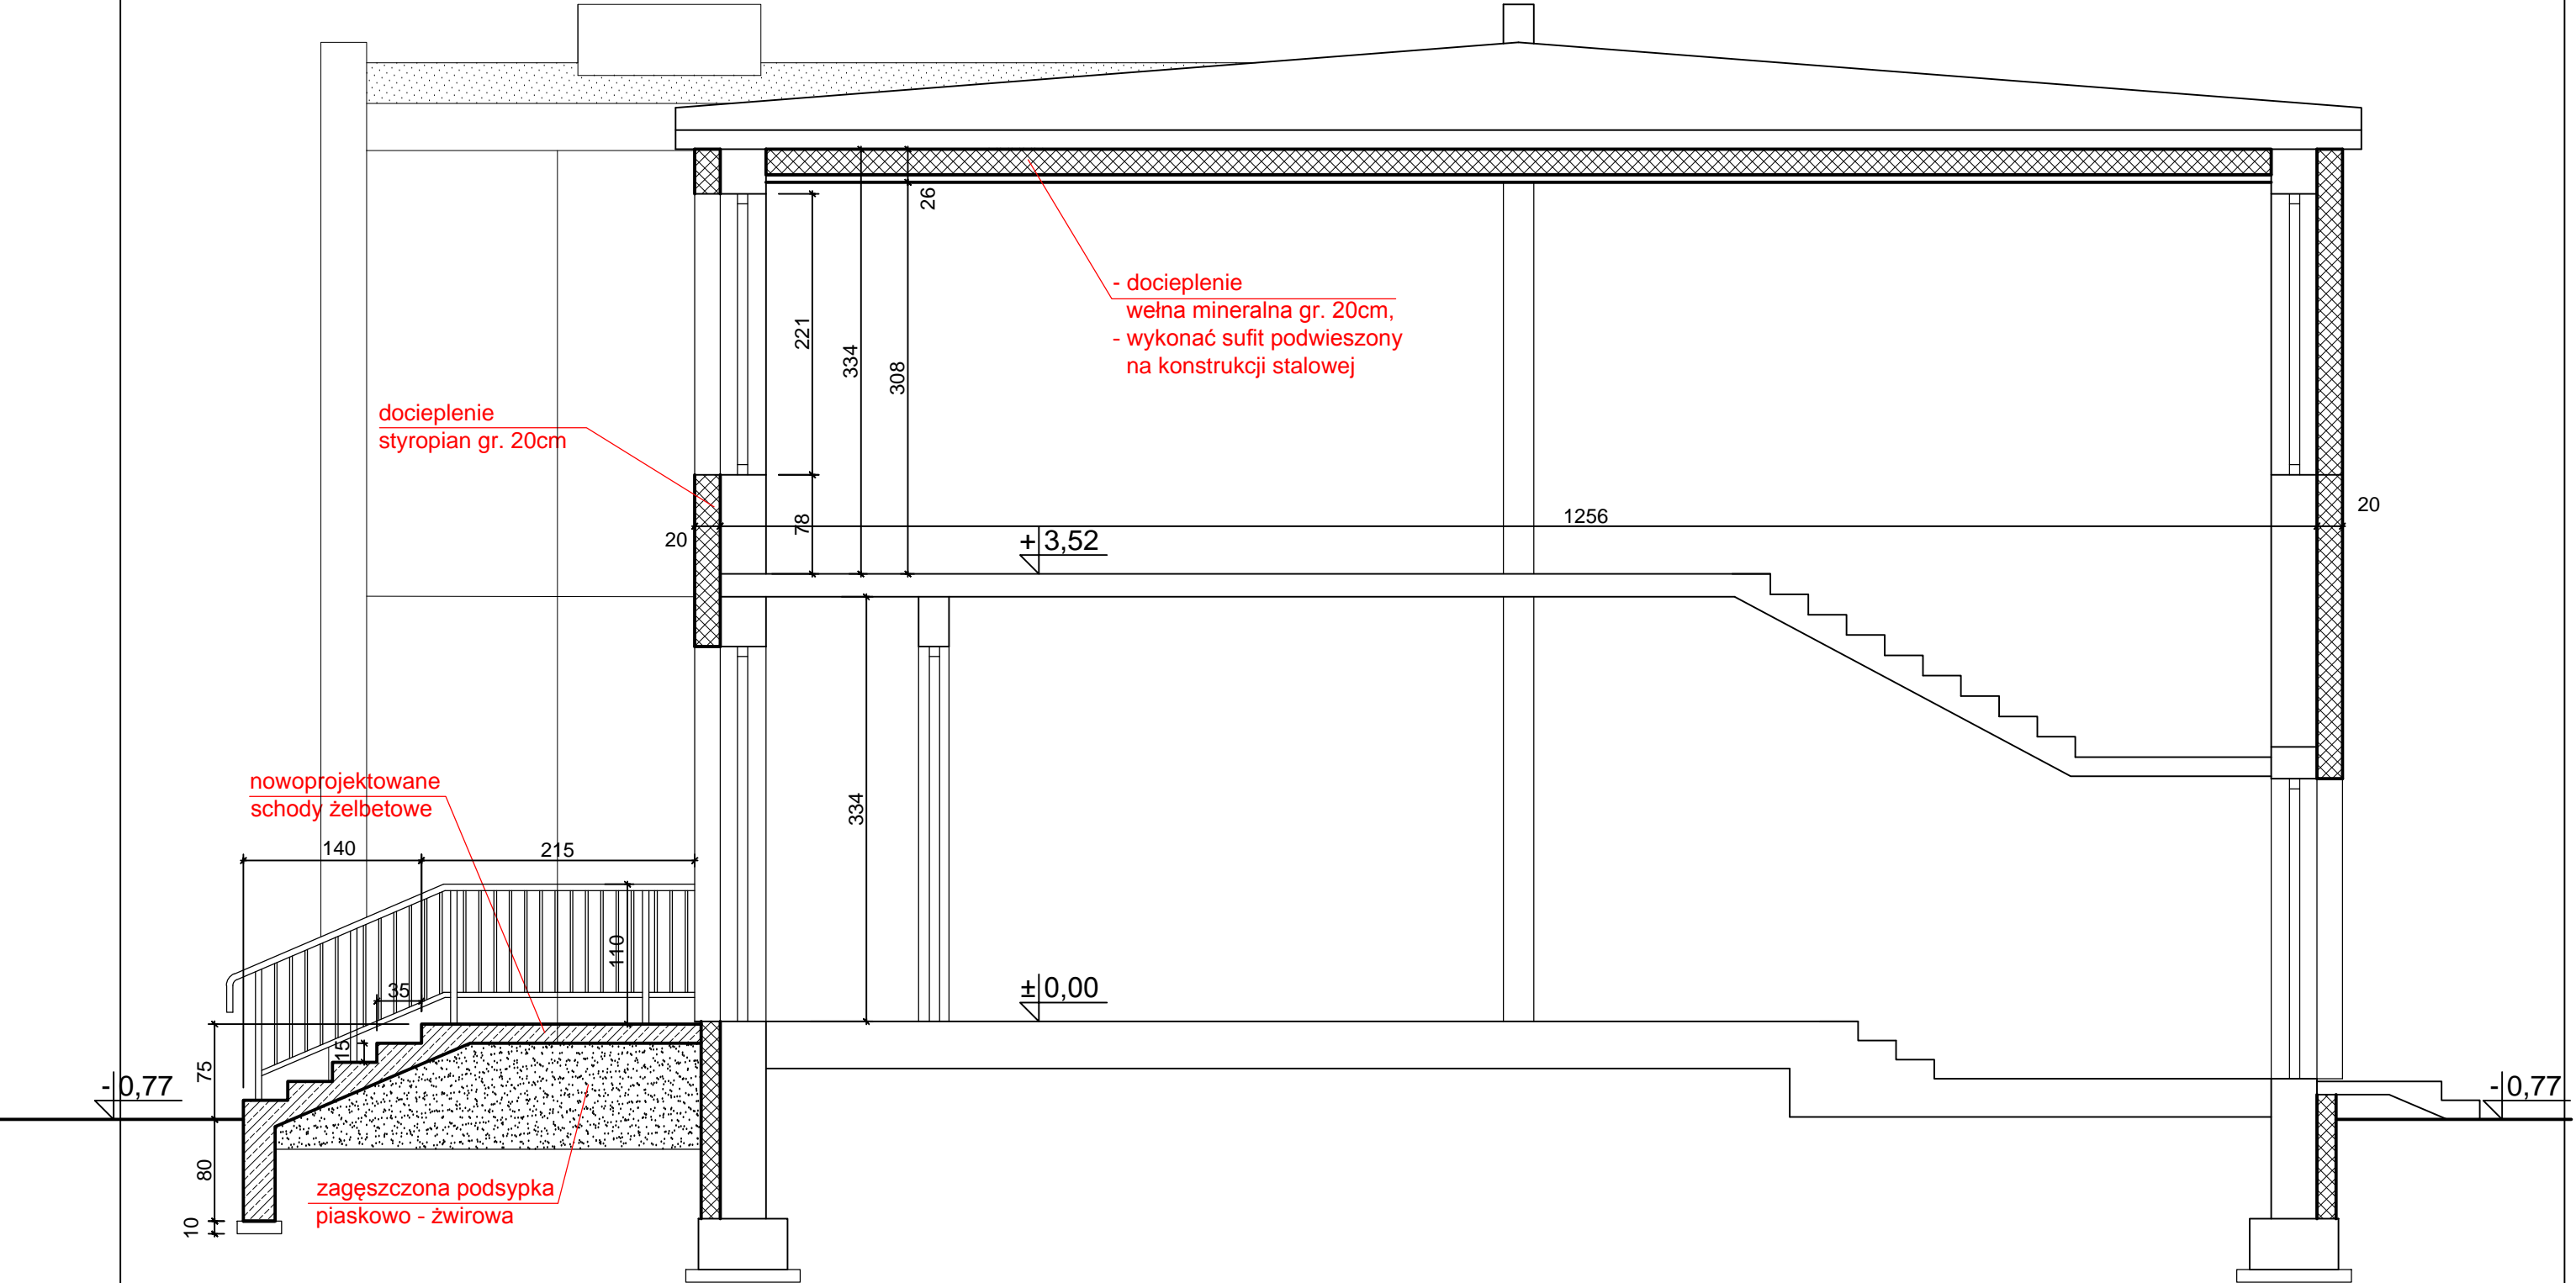 26
- docieplenie
wełna mineralna gr. 20cm,
- wykonać sufit podwieszony
na konstrukcji stalowej
221
334
308
docieplenie
styropian gr. 20cm
78
20
1256
20
+ 3,52
nowoprojektowane
schody żelbetowe
334
140
215
110
35
± 0,00
15
75
- 0,77
- 0,77
80
zagęszczona podsypka
piaskowo - żwirowa
10